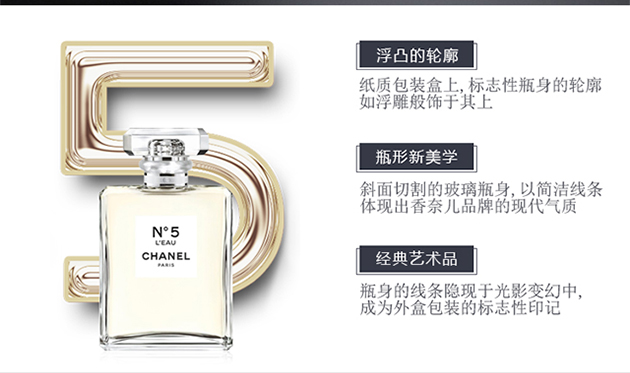 5
N°5
L'EAU
CHANEL
PARIS
浮凸的轮廓
纸质包装盒上, 标志性瓶身的轮廓
如浮雕般饰于其上
瓶形新美学
斜面切割的玻璃瓶身, 以简洁线条
体现出香奈儿品牌的现代气质
经典艺术品
瓶身的线条隐现于光影变幻中,
成为外盒包装的标志性印记